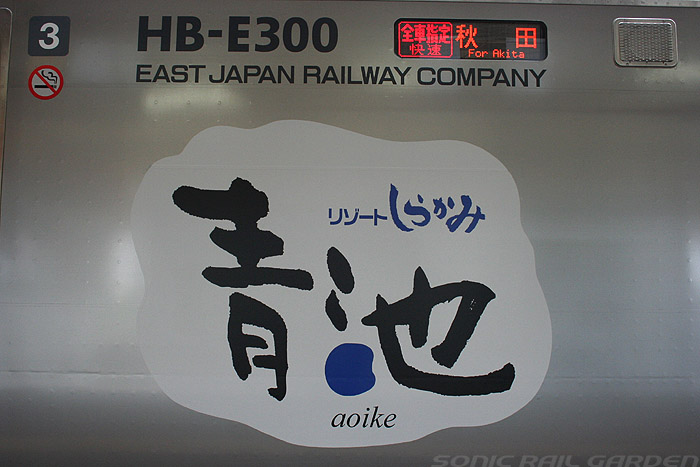 3
HB-E300
全車指定
快速
秋田
For Akita
EAST JAPAN RAILWAY COMPANY
リゾートしらかみ
青池
aoike
SONIC RAIL GARDEN